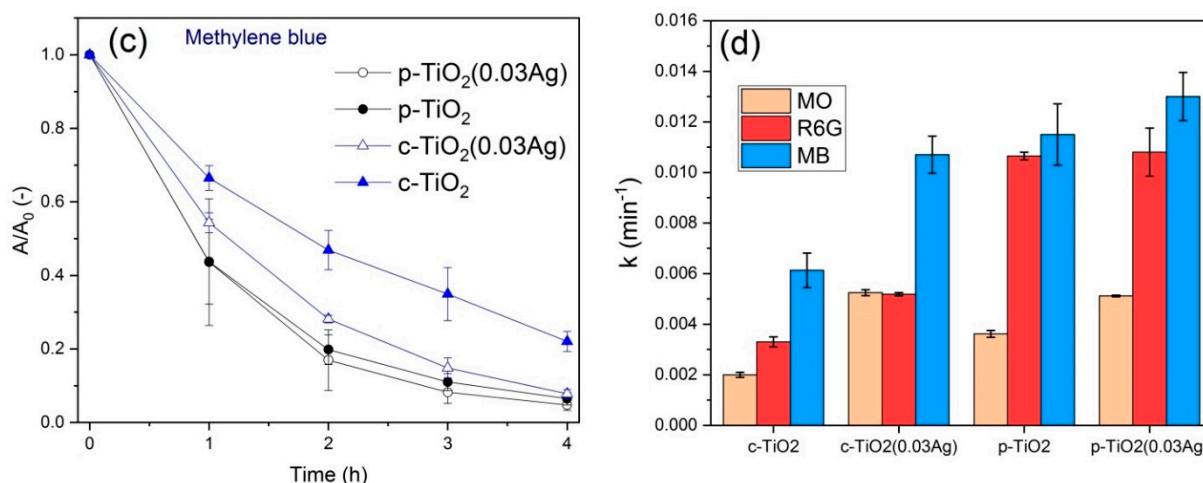 (c)
Methylene blue
p-TiO₂(0.03Ag)
p-TiO₂
c-TiO₂(0.03Ag)
c-TiO₂
A/A₀ (-)
1.0
0.8
0.6
0.4
0.2
0.0
0 1 2 3 4
Time (h)
(d)
MO
R6G
MB
k (min⁻¹)
0.016
0.014
0.012
0.010
0.008
0.006
0.004
0.002
0.000
c-TiO2 c-TiO2(0.03Ag) p-TiO2 p-TiO2(0.03Ag